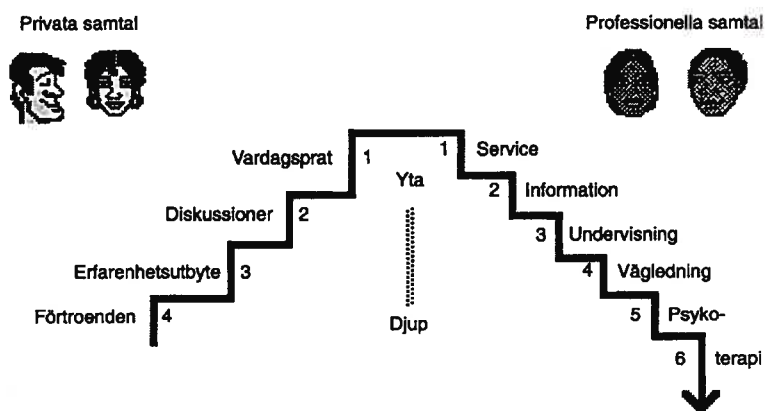 Privata samtal
Professionella samtal
Vardagsprat
1
1
Service
Yta
2
Information
Diskussioner
2
3
Undervisning
Erfarenhetsutbyte
3
4
Vägledning
Förtroenden
4
Djup
5
Psyko-
6
terapi